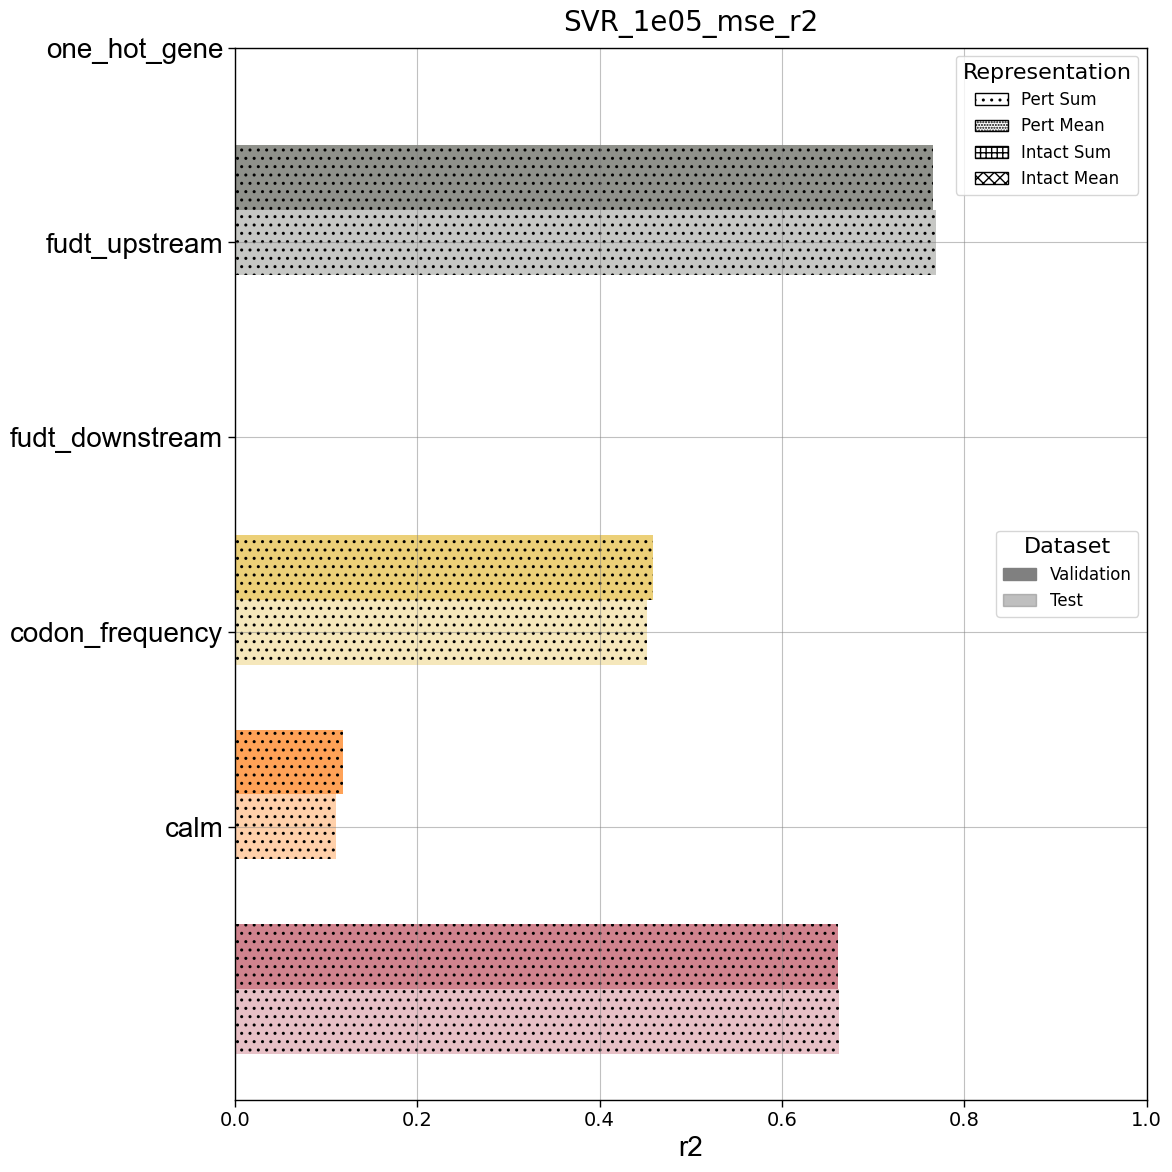 SVR_1e05_mse_r2
one_hot_gene
fudt_upstream
fudt_downstream
codon_frequency
calm
Representation
Pert Sum
Pert Mean
Intact Sum
Intact Mean
Dataset
Validation
Test
0.0 0.2 0.4 0.6 0.8 1.0
r2